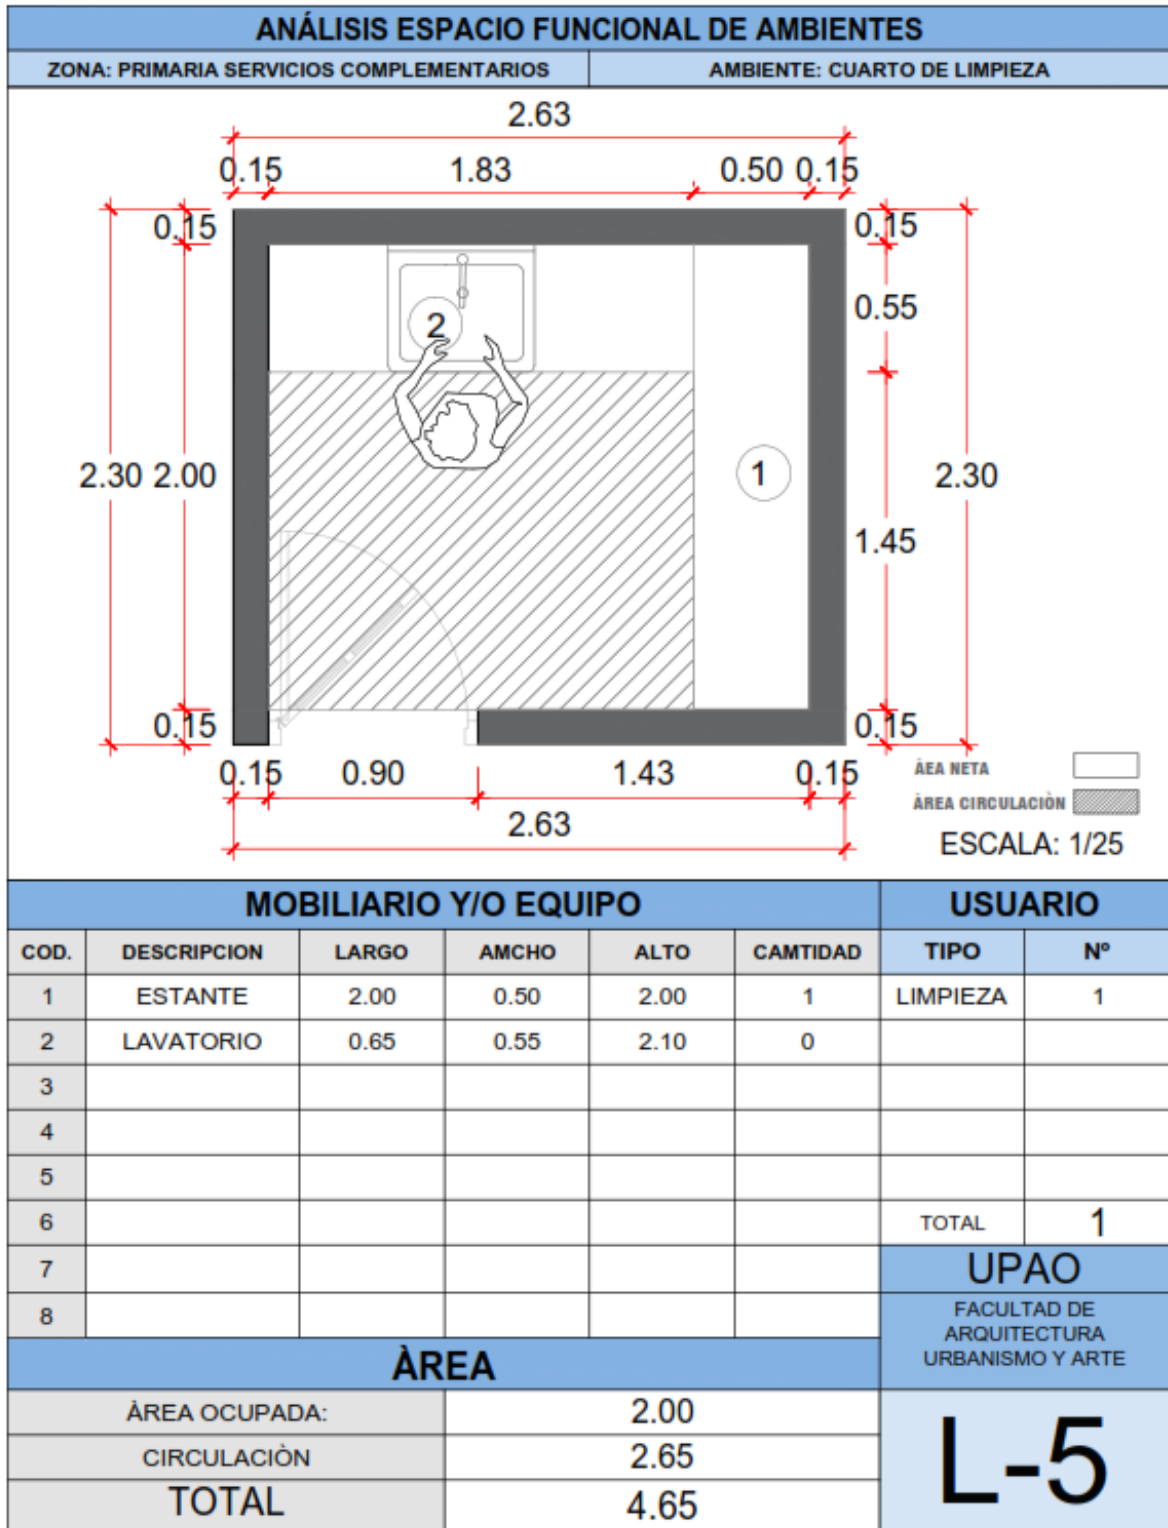 ANÁLISIS ESPACIO FUNCIONAL DE AMBIENTES
ZONA: PRIMARIA SERVICIOS COMPLEMENTARIOS AMBIENTE: CUARTO DE LIMPIEZA
2.63
0.15 1.83 0.50 0.15
0.15 0.15
0.55
2
2.30 2.00 1 2.30
1.45
0.15 0.15
0.15 0.90 1.43 0.15
2.63
ÀEA NETA
ÀREA CIRCULACIÒN
ESCALA: 1/25
MOBILIARIO Y/O EQUIPO USUARIO
COD. DESCRIPCION LARGO AMCHO ALTO CAMTIDAD TIPO Nº
1 ESTANTE 2.00 0.50 2.00 1 LIMPIEZA 1
2 LAVATORIO 0.65 0.55 2.10 0
3
4
5
6 TOTAL 1
7 UPAO
8 FACULTAD DE
ARQUITECTURA
URBANISMO Y ARTE
ÀREA
ÀREA OCUPADA: 2.00
CIRCULACIÒN 2.65
TOTAL 4.65
L-5